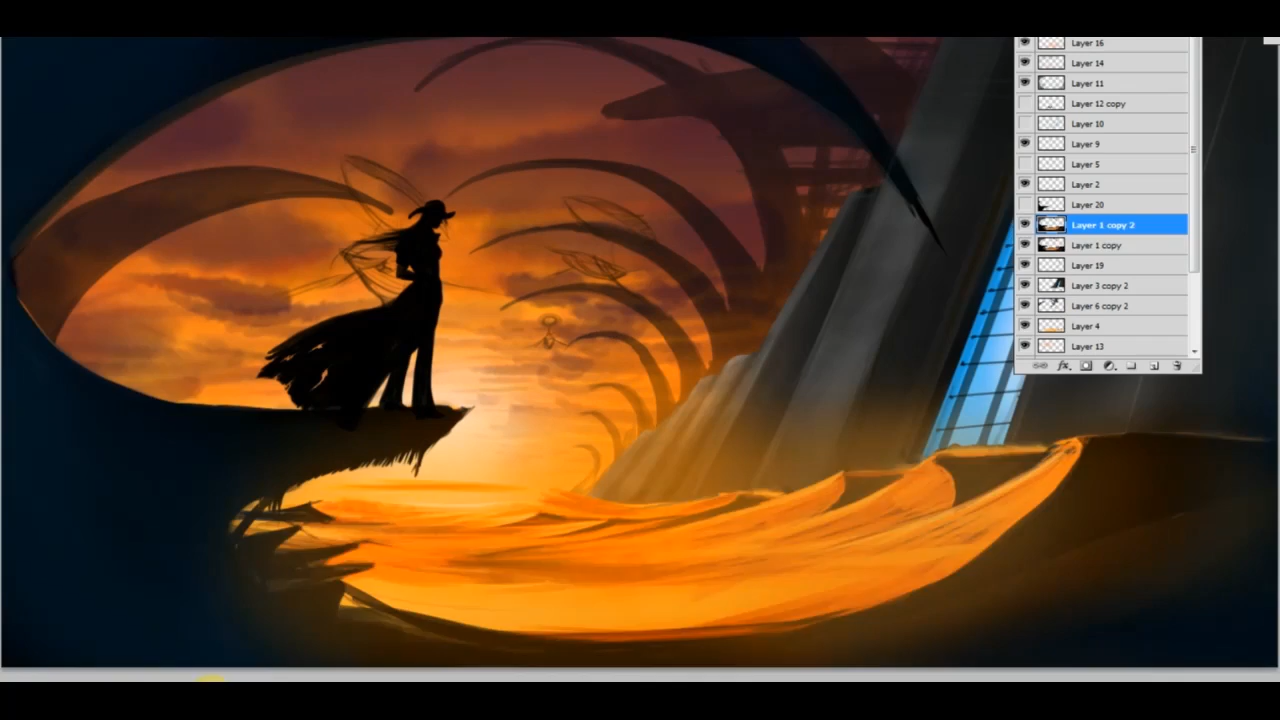 Layer 16
Layer 14
Layer 11
Layer 12 copy
Layer 10
Layer 9
Layer 5
Layer 2
Layer 20
Layer 1 copy 2
Layer 1 copy
Layer 19
Layer 3 copy 2
Layer 6 copy 2
Layer 4
Layer 13
fx